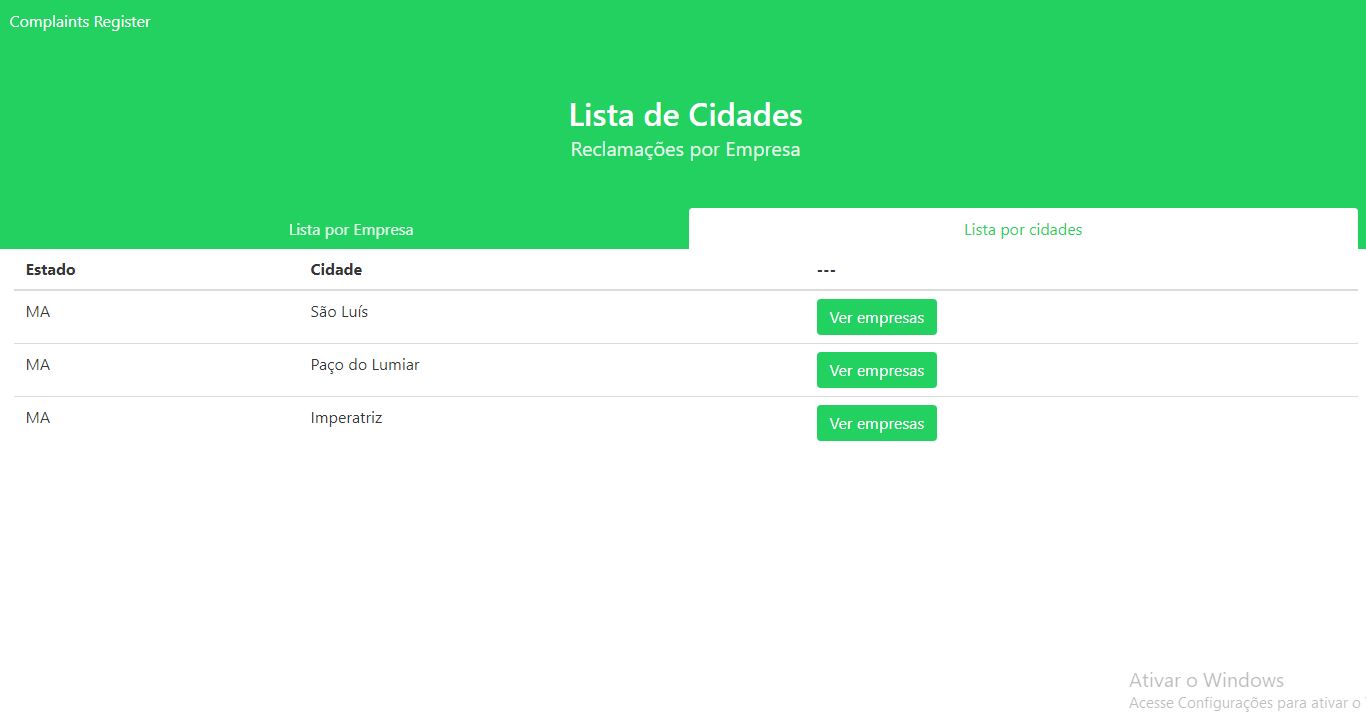 Complaints Register
Lista de Cidades
Reclamações por Empresa
Lista por Empresa Lista por cidades
Estado Cidade ---
MA São Luís Ver empresas
MA Paço do Lumiar Ver empresas
MA Imperatriz Ver empresas
Ativar o Windows
Acesse Configurações para ativar o